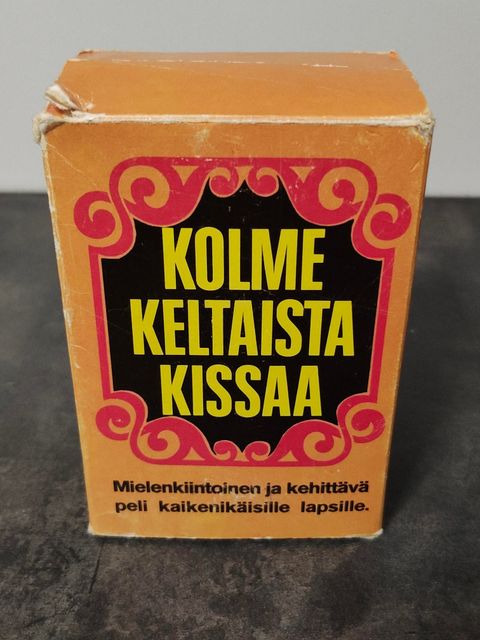 KOLME
KELTAISTA
KISSAA
Mielenkiintoinen ja kehittävä
peli kaikenikäisille lapsille.